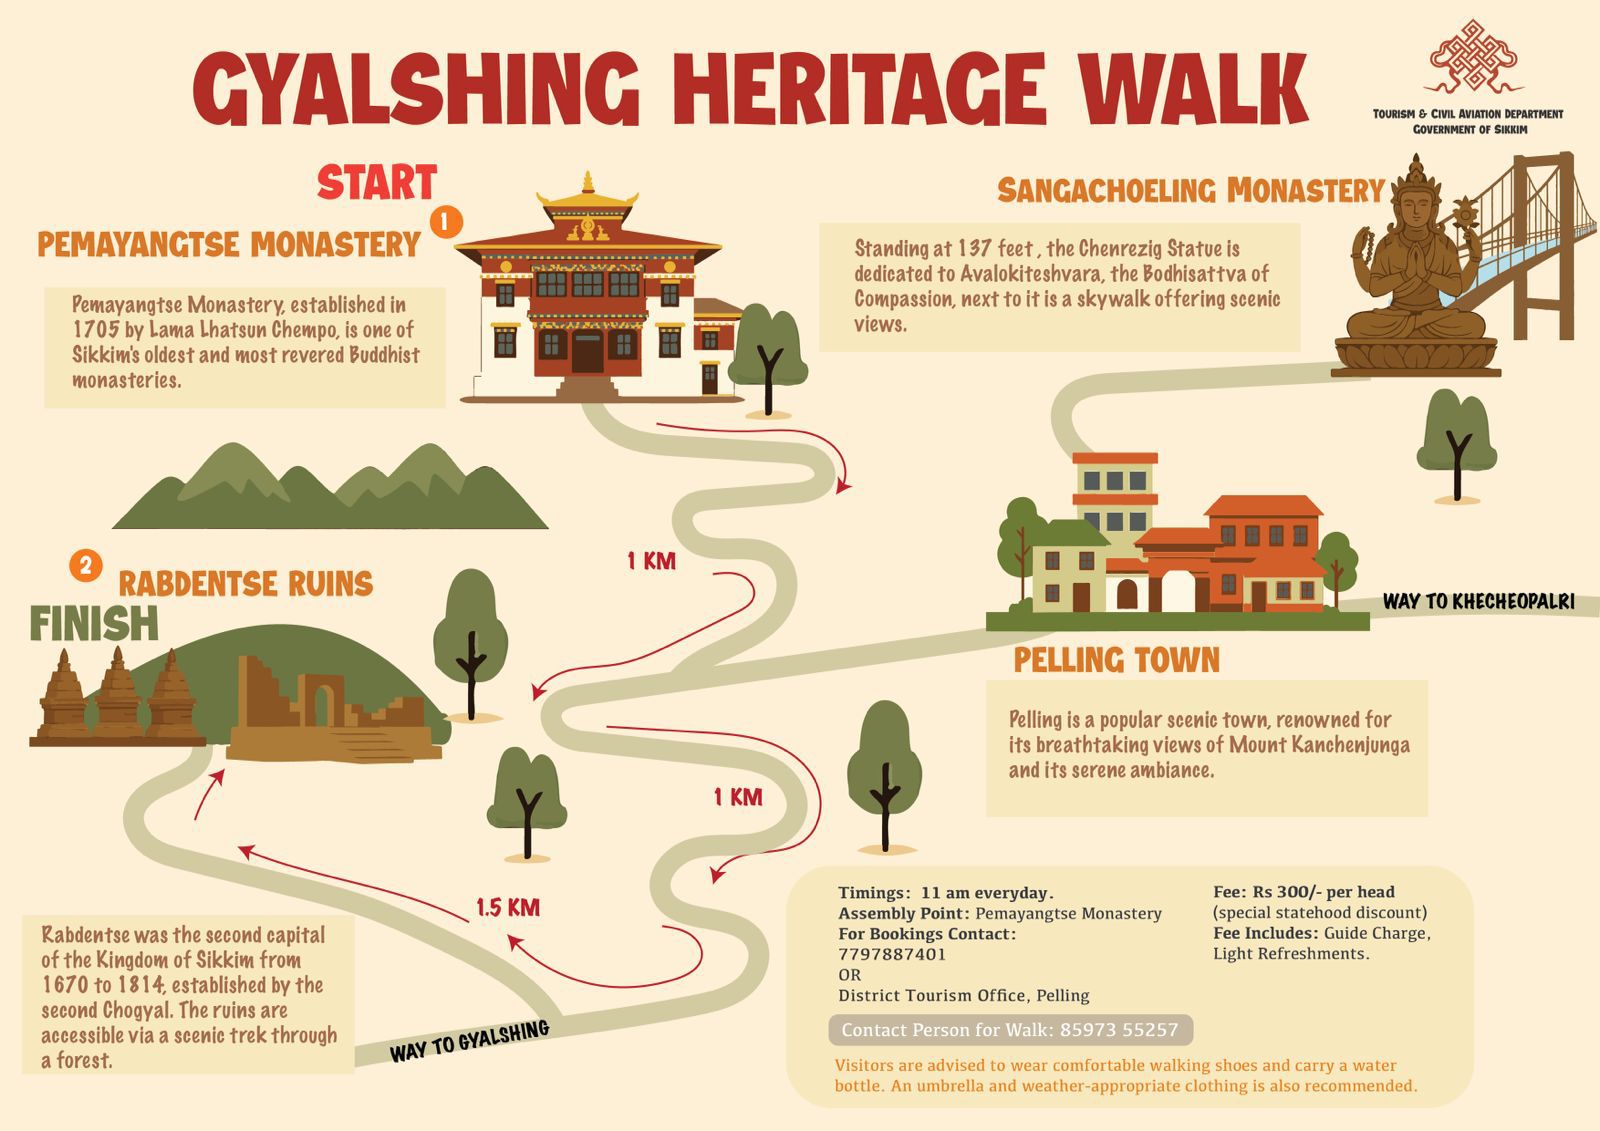 GYALSHING HERITAGE WALK
TOURISM & CIVIL AVIATION DEPARTMENT
GOVERNMENT OF SIKKIM
START
1
PEMAYANGTSE MONASTERY
Pemayangtse Monastery, established in
1705 by Lama Lhatsun Chempo, is one of
Sikkim's oldest and most revered Buddhist
monasteries.
SANGACHOELING MONASTERY
Standing at 137 feet , the Chenrezig Statue is
dedicated to Avalokiteshvara, the Bodhisattva of
Compassion, next to it is a skywalk offering scenic
views.
1 KM
2
RABDENTSE RUINS
FINISH
WAY TO KHECHEOPALRI
PELLING TOWN
Pelling is a popular scenic town, renowned for
its breathtaking views of Mount Kanchenjunga
and its serene ambiance.
1 KM
1.5 KM
Rabdentse was the second capital
of the Kingdom of Sikkim from
1670 to 1814, established by the
second Chogyal. The ruins are
accessible via a scenic trek through
a forest.
WAY TO GYALSHING
Timings: 11 am everyday.
Assembly Point: Pemayangtse Monastery
For Bookings Contact:
7797887401
OR
District Tourism Office, Pelling
Contact Person for Walk: 85973 55257
Fee: Rs 300/- per head
(special statehood discount)
Fee Includes: Guide Charge,
Light Refreshments.
Visitors are advised to wear comfortable walking shoes and carry a water
bottle. An umbrella and weather-appropriate clothing is also recommended.